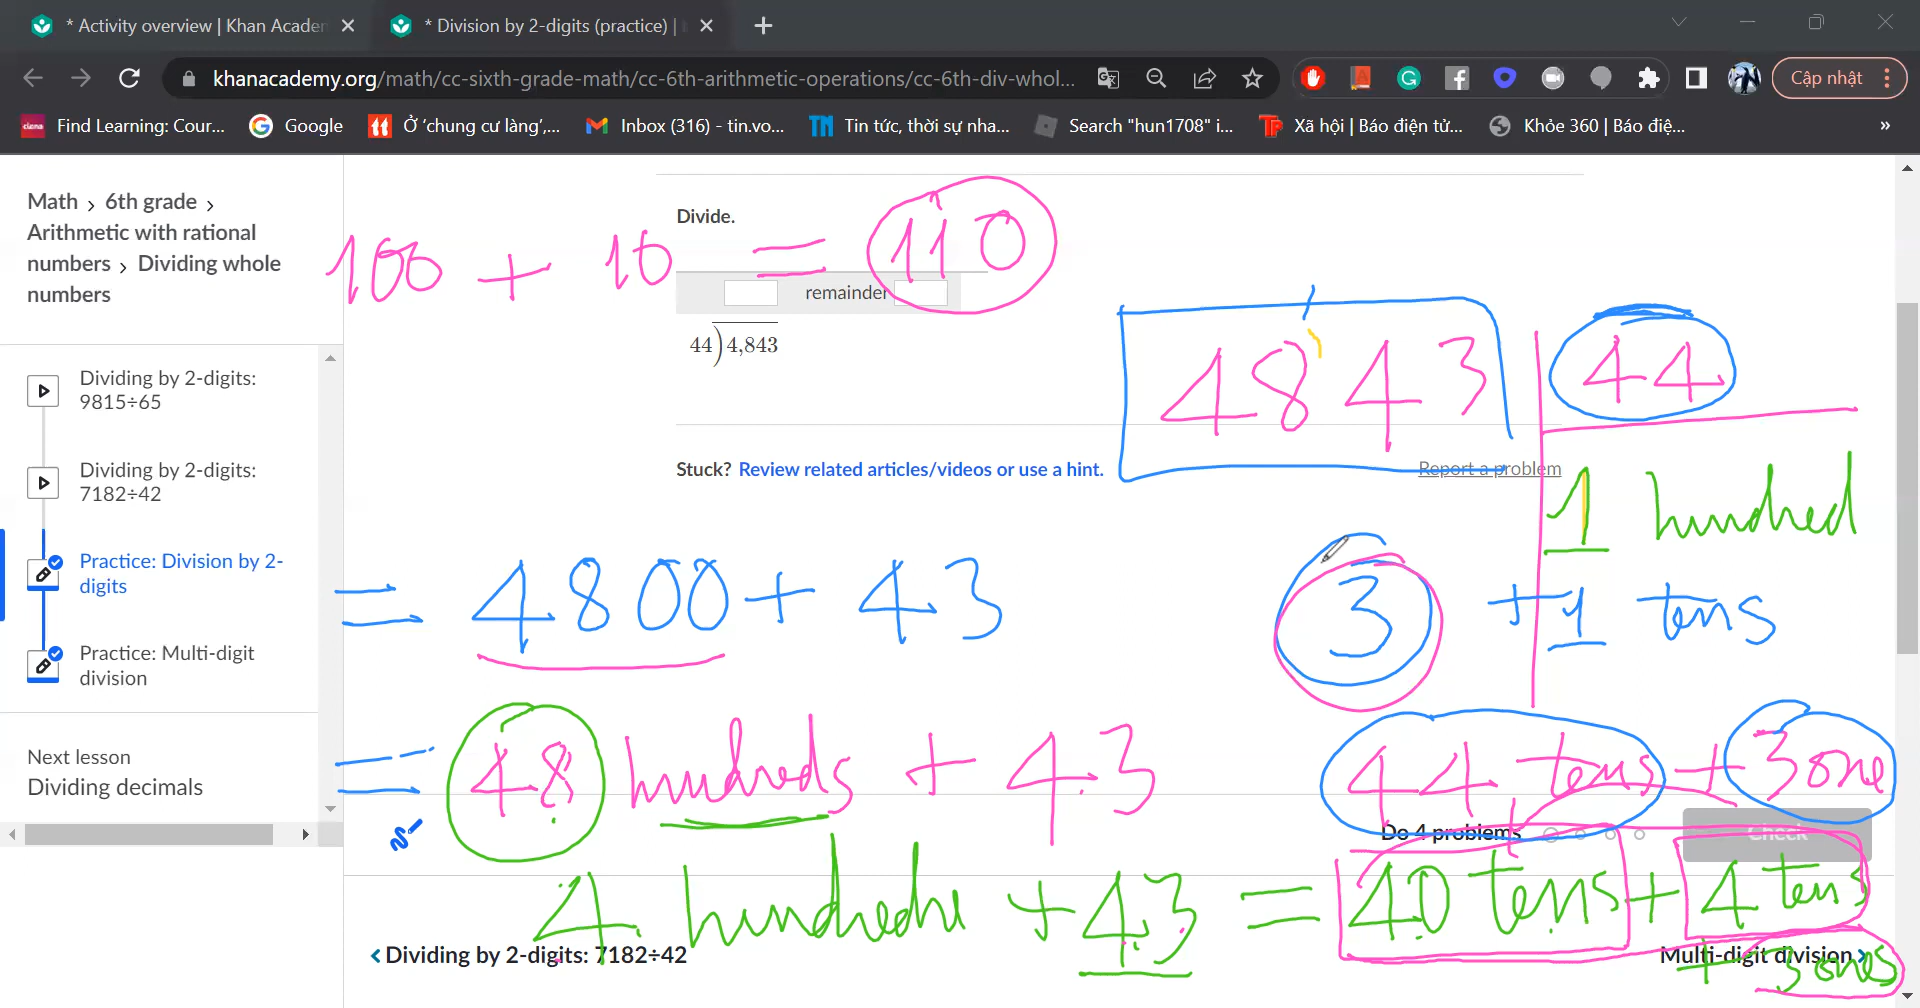 * Activity overview | Khan Acade
* Division by 2-digits (practice) |
khanacademy.org/math/cc-sixth-grade-math/cc-6th-arithmetic-operations/cc-6th-div-whol...
Cập nhật
Find Learning: Cour...
Google
Ở 'chung cư làng',...
Inbox (316) - tin.vo...
Tin tức, thời sự nha...
Search "hun1708" i...
Xã hội | Báo điện tử...
Khỏe 360 | Báo điệ...
»
Math > 6th grade >
Arithmetic with rational
numbers > Dividing whole
numbers
Dividing by 2-digits:
9815÷65
Dividing by 2-digits:
7182÷42
Practice: Division by 2-
digits
Practice: Multi-digit
division
Next lesson
Dividing decimals
Divide.
100 + 10 = 110
remainder
44)4,843
4843 44
Stuck? Review related articles/videos or use a hint.
Report a problem
1 hundred
= 4800 + 43
3
+1 tens
= 48 hundreds + 43
44 tens + 3 one
Do 4 problems
Check
4 hundred + 43 = 40 tens + 4 tens
+ 3 ones
< Dividing by 2-digits: 7182÷42
Multi-digit division >